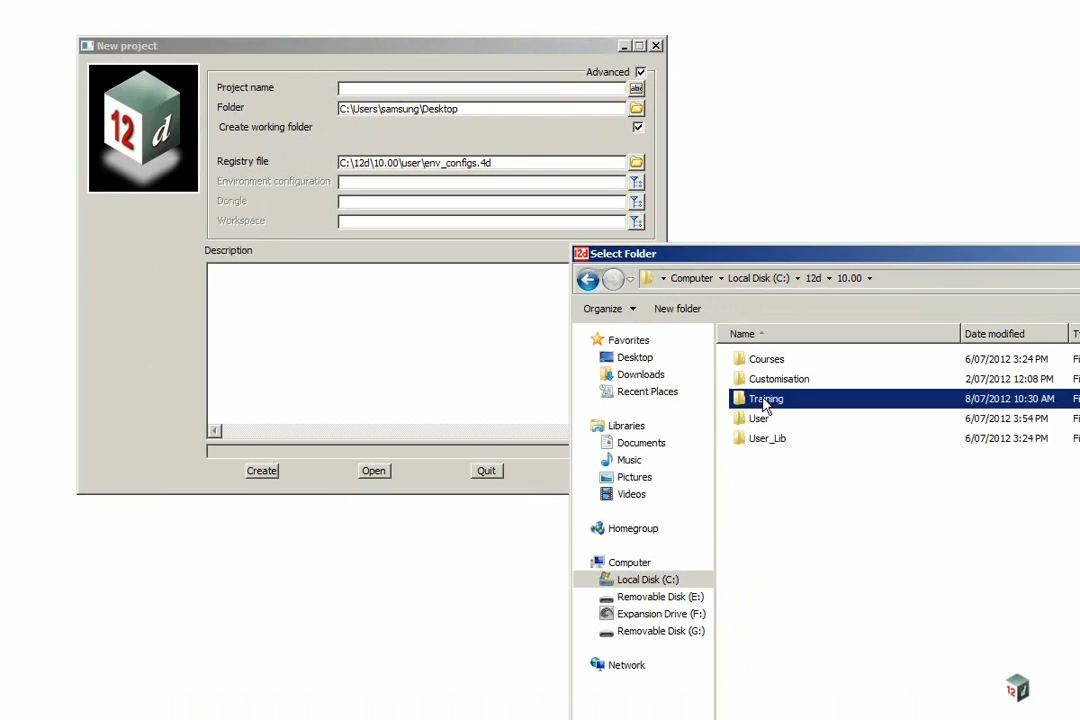 New project
12 d
Advanced
Project name
abc
Folder C:\Users\samsung\Desktop
Create working folder
Registry file C:\12d\10.00\user\env_configs.4d
Environment configuration
Dongle
Workspace
Description
Create Open Quit
12d Select Folder
Computer Local Disk (C:) 12d 10.00
Organize New folder
Name Date modified
Favorites
Desktop
Downloads
Recent Places
Libraries
Documents
Music
Pictures
Videos
Homegroup
Computer
Local Disk (C:)
Removable Disk (E:)
Expansion Drive (F:)
Removable Disk (G:)
Network
Courses 6/07/2012 3:24 PM
Customisation 2/07/2012 12:08 PM
Training 8/07/2012 10:30 AM
User 6/07/2012 3:54 PM
User_Lib 6/07/2012 3:24 PM
12 d